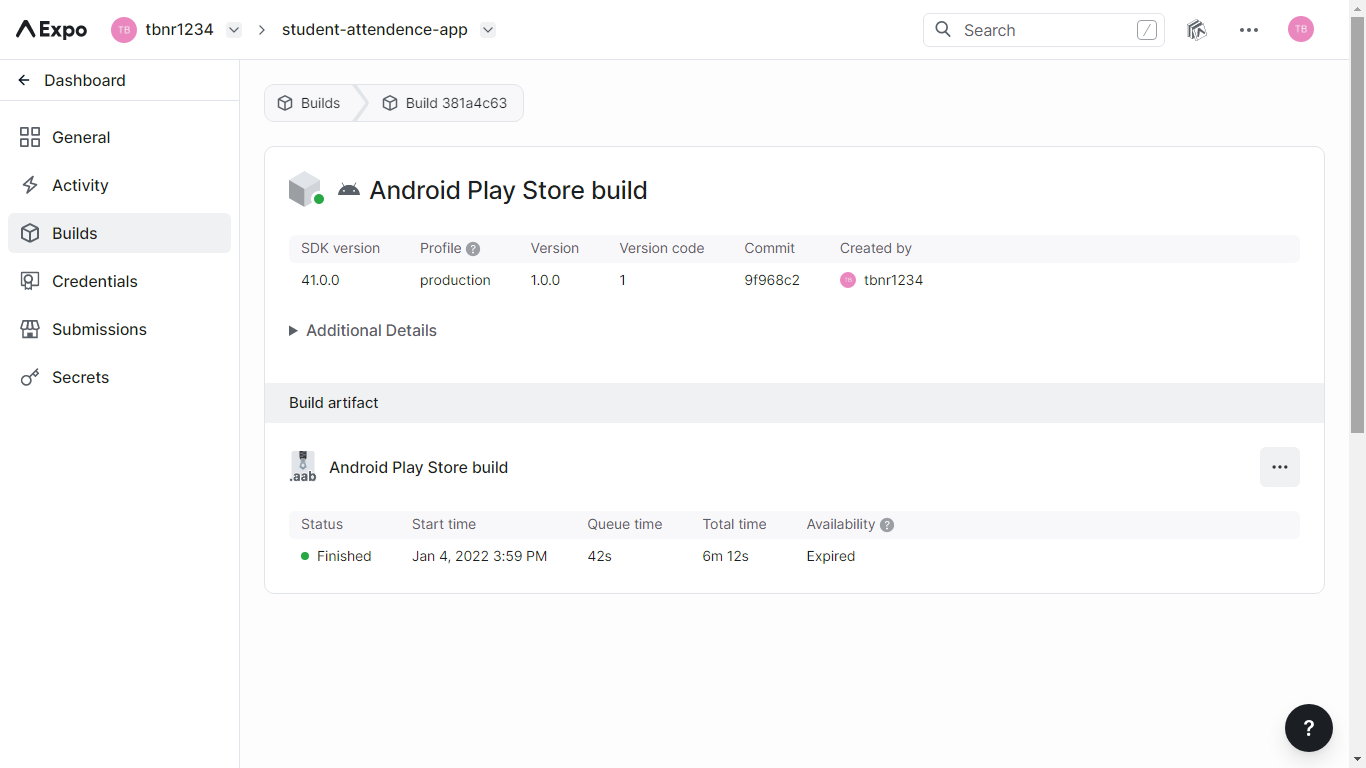 Expo
TB tbnr1234 student-attendence-app Search / TB
Dashboard
General
Activity
Builds
Credentials
Submissions
Secrets
Builds Build 381a4c63
Android Play Store build
SDK version Profile ? Version Version code Commit Created by
41.0.0 production 1.0.0 1 9f968c2 TB tbnr1234
Additional Details
Build artifact
.aab Android Play Store build
Status Start time Queue time Total time Availability ?
Finished Jan 4, 2022 3:59 PM 42s 6m 12s Expired
?